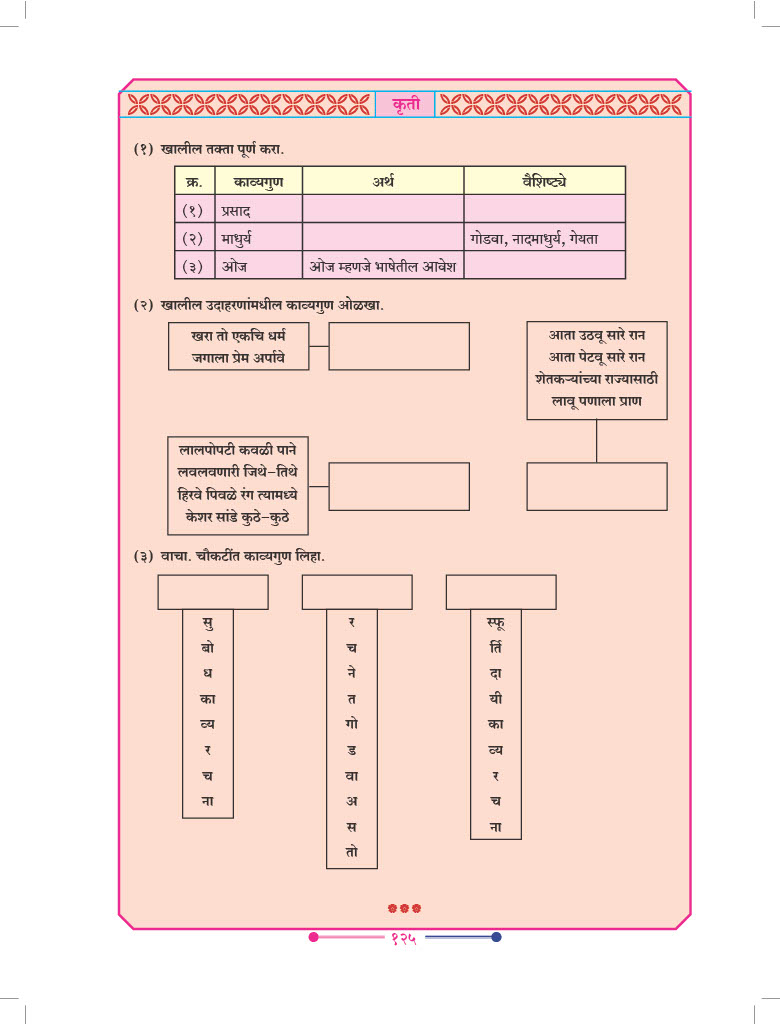 कृती
(१) खालील तक्ता पूर्ण करा.
क्र. काव्यगुण अर्थ वैशिष्ट्ये
(१) प्रसाद
(२) माधुर्य गोडवा, नादमाधुर्य, गेयता
(३) ओज ओज म्हणजे भाषेतील आवेश
(२) खालील उदाहरणांमधील काव्यगुण ओळखा.
खरा तो एकचि धर्म
जगाला प्रेम अर्पावे
आता उठवू सारे रान
आता पेटवू सारे रान
शेतकऱ्यांच्या राज्यासाठी
लावू पणाला प्राण
लालपोपटी कवळी पाने
लवलवणारी जिथे-तिथे
हिरवे पिवळे रंग त्यामध्ये
केशर सांडे कुठे-कुठे
(३) वाचा. चौकटींत काव्यगुण लिहा.
सु
बो
ध
का
व्य
र
च
ना
र
च
ने
त
गो
ड
वा
अ
स
तो
स्फू
र्ति
दा
यी
का
व्य
र
च
ना
१२५